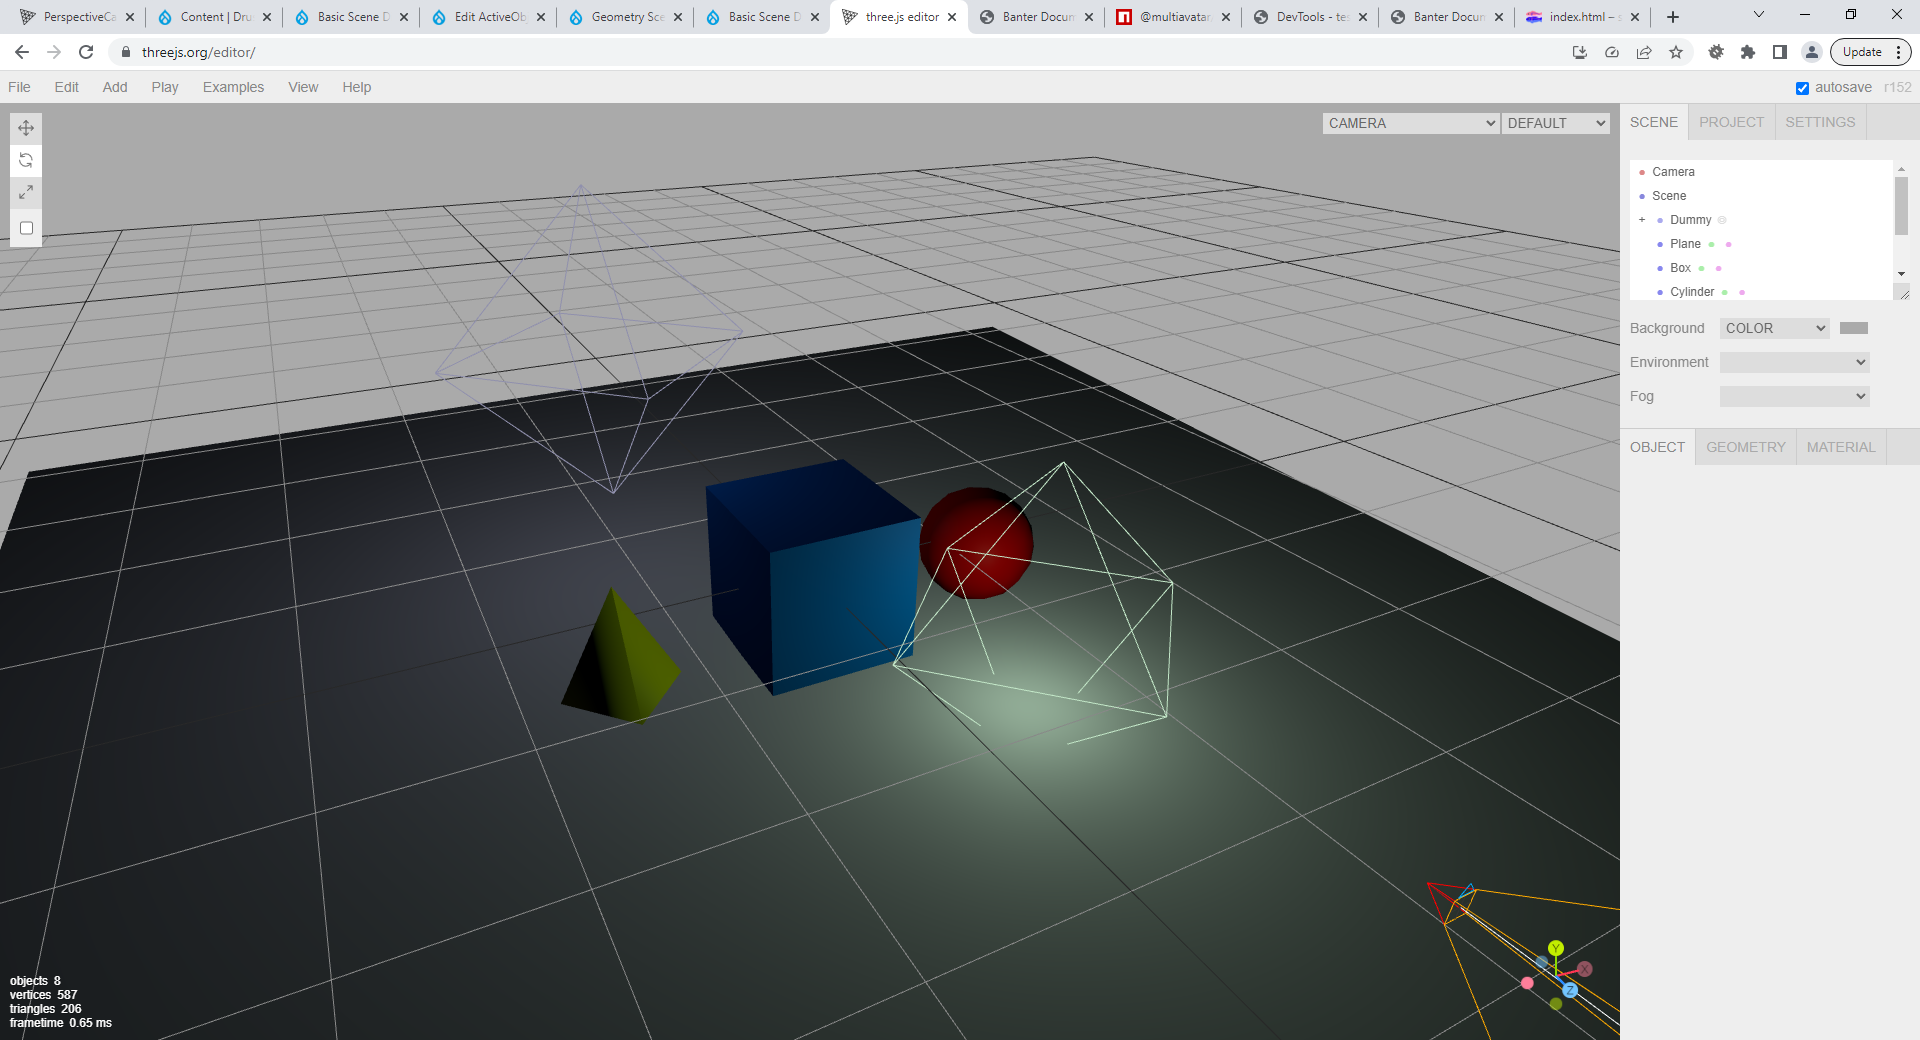 PerspectiveCa
Content | Dru
Basic Scene D
Edit ActiveOb
Geometry Sce
Basic Scene D
three.js editor
Banter Docum
@multiavatar
DevTools - te
Banter Docum
index.html – s
threejs.org/editor/
Update
File Edit Add Play Examples View Help
autosave r152
CAMERA DEFAULT
SCENE PROJECT SETTINGS
Camera
Scene
+ Dummy
Plane
Box
Cylinder
Background COLOR
Environment
Fog
OBJECT GEOMETRY MATERIAL
objects 8
vertices 587
triangles 206
frametime 0.65 ms
Y
X
Z